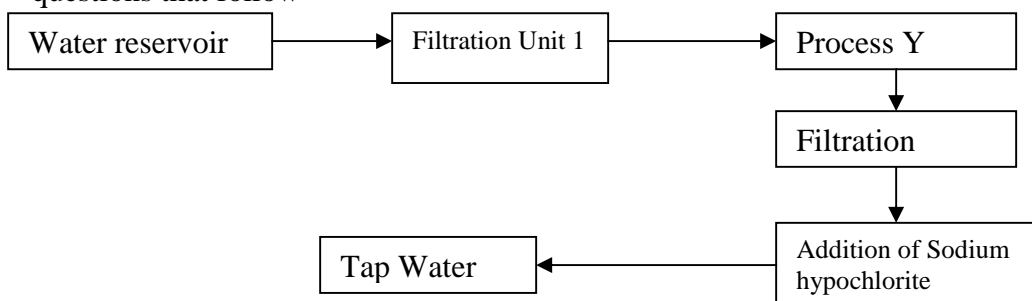 questions that follow
Water reservoir
Filtration Unit 1
Process Y
Filtration
Addition of Sodium
hypochlorite
Tap Water